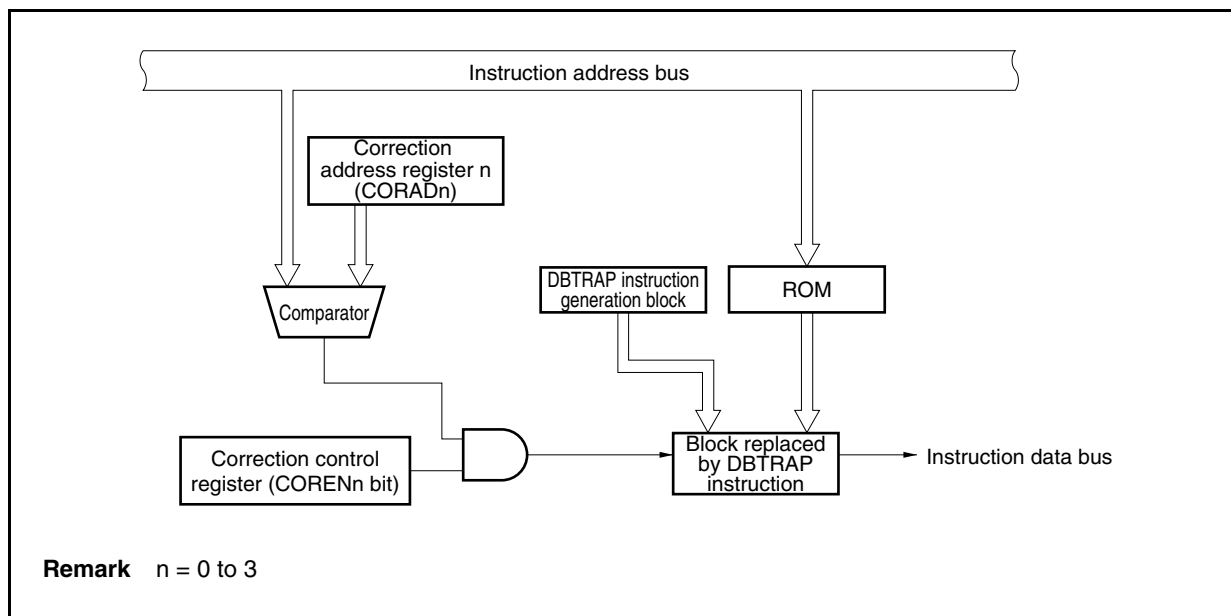 Instruction address bus
Correction
address register n
(CORADn)
DBTRAP instruction
generation block
ROM
Comparator
Correction control
register (CORENn bit)
Block replaced
by DBTRAP
instruction
Instruction data bus
Remark n = 0 to 3